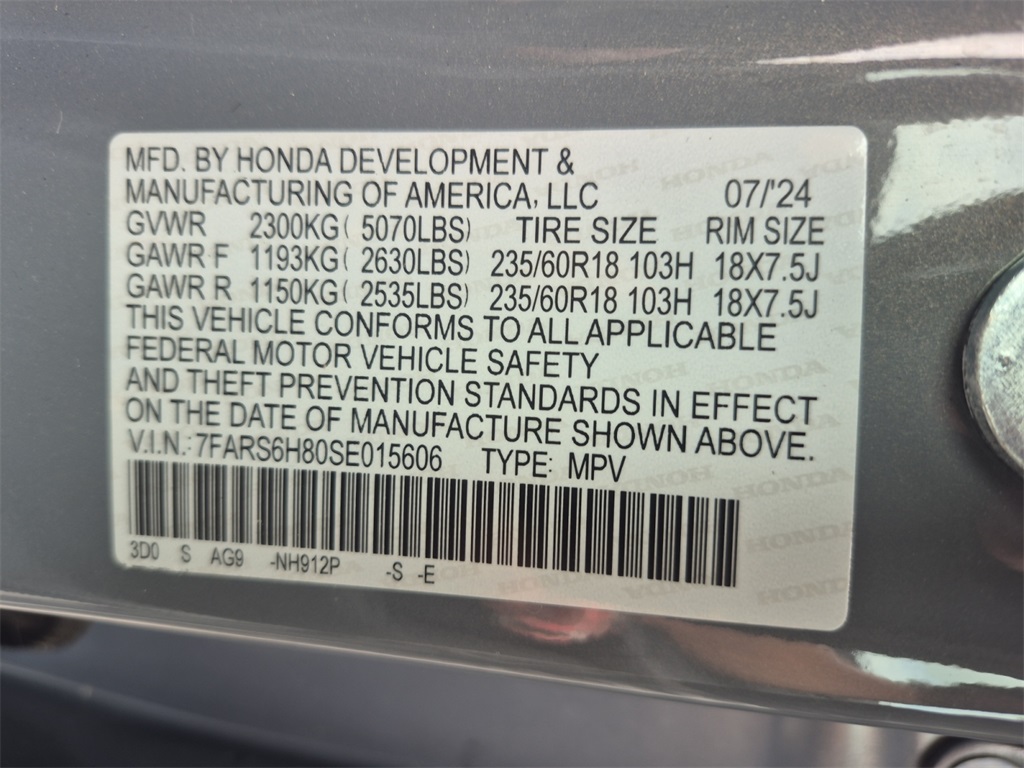 MFD. BY HONDA DEVELOPMENT &
MANUFACTURING OF AMERICA, LLC 07/'24
GVWR 2300KG( 5070LBS) TIRE SIZE RIM SIZE
GAWR F 1193KG( 2630LBS) 235/60R18 103H 18X7.5J
GAWR R 1150KG( 2535LBS) 235/60R18 103H 18X7.5J
THIS VEHICLE CONFORMS TO ALL APPLICABLE
FEDERAL MOTOR VEHICLE SAFETY
AND THEFT PREVENTION STANDARDS IN EFFECT
ON THE DATE OF MANUFACTURE SHOWN ABOVE.
V.I.N.: 7FARS6H80SE015606 TYPE: MPV
3D0 S AG9 -NH912P -S -E